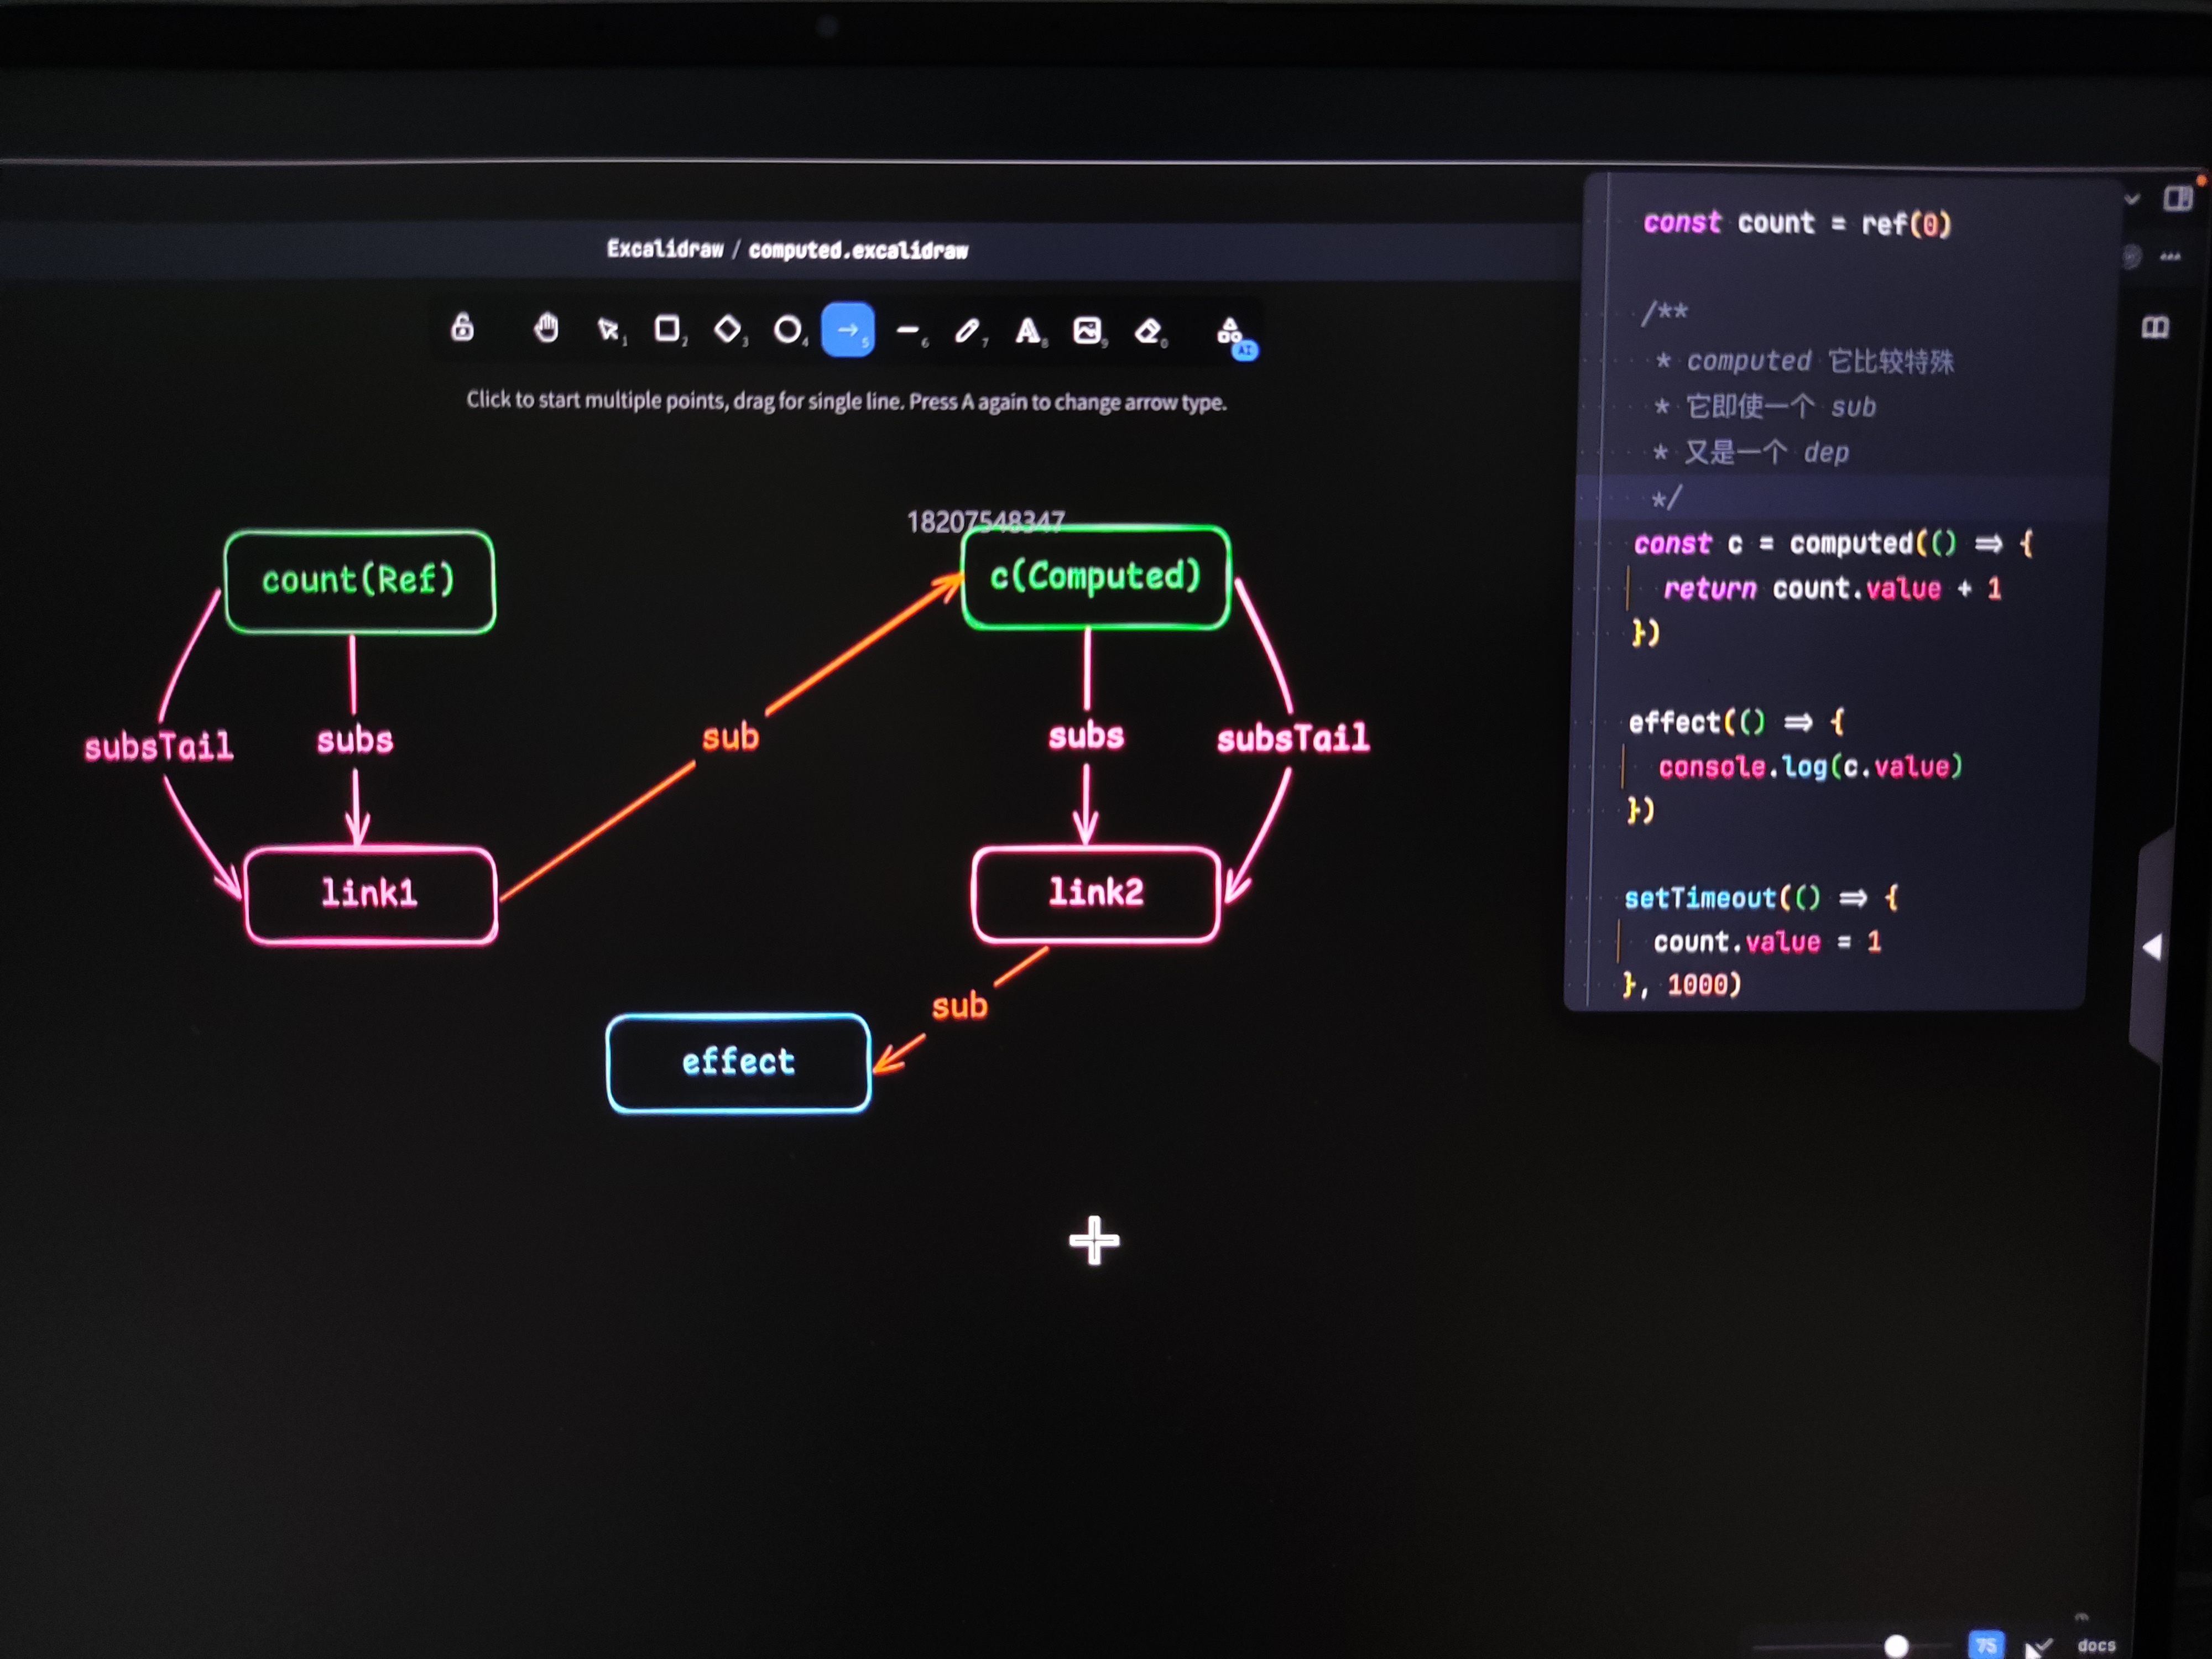 Excalidraw / computed.excalidraw
1
2
3
4
5
6
7
8
9
0
AI
Click to start multiple points, drag for single line. Press A again to change arrow type.
18207548347
count(Ref)
c(Computed)
subsTail
subs
sub
subs
subsTail
link1
link2
sub
effect
const count = ref(0)
/**
* computed 它比较特殊
* 它即使一个 sub
* 又是一个 dep
*/
const c = computed(() => {
return count.value + 1
})
effect(() => {
console.log(c.value)
})
setTimeout(() => {
count.value = 1
}, 1000)
75
docs